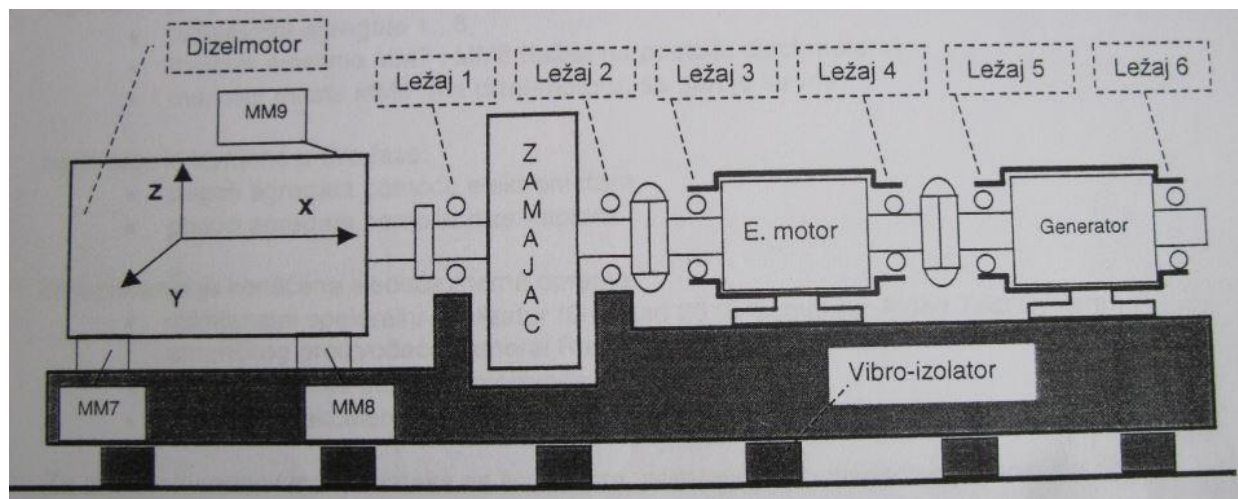 Dizelmotor
MM9
Ležaj 1
Ležaj 2
Ležaj 3
Ležaj 4
Ležaj 5
Ležaj 6
Z
X
Y
ZAMAJAC
E. motor
Generator
Vibro-izolator
MM7
MM8